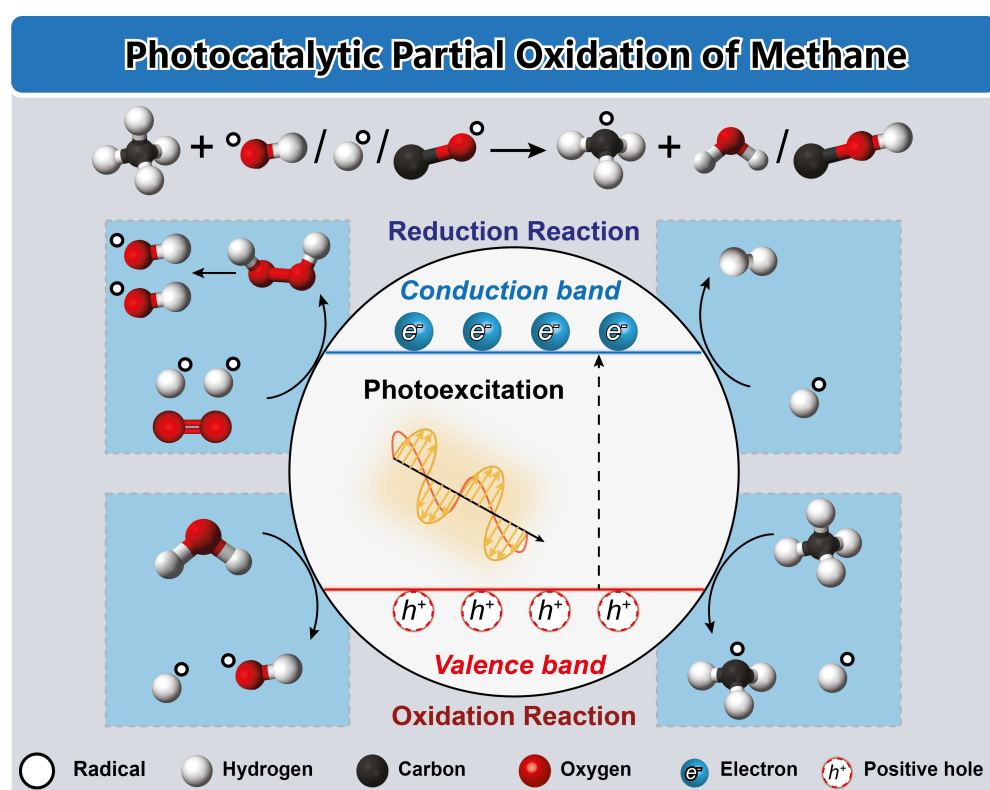 Photocatalytic Partial Oxidation of Methane
+ / / + /
Reduction Reaction
Conduction band
e⁻ e⁻ e⁻ e⁻
Photoexcitation
h⁺ h⁺ h⁺ h⁺
Valence band
Oxidation Reaction
Radical Hydrogen Carbon Oxygen e⁻ Electron h⁺ Positive hole